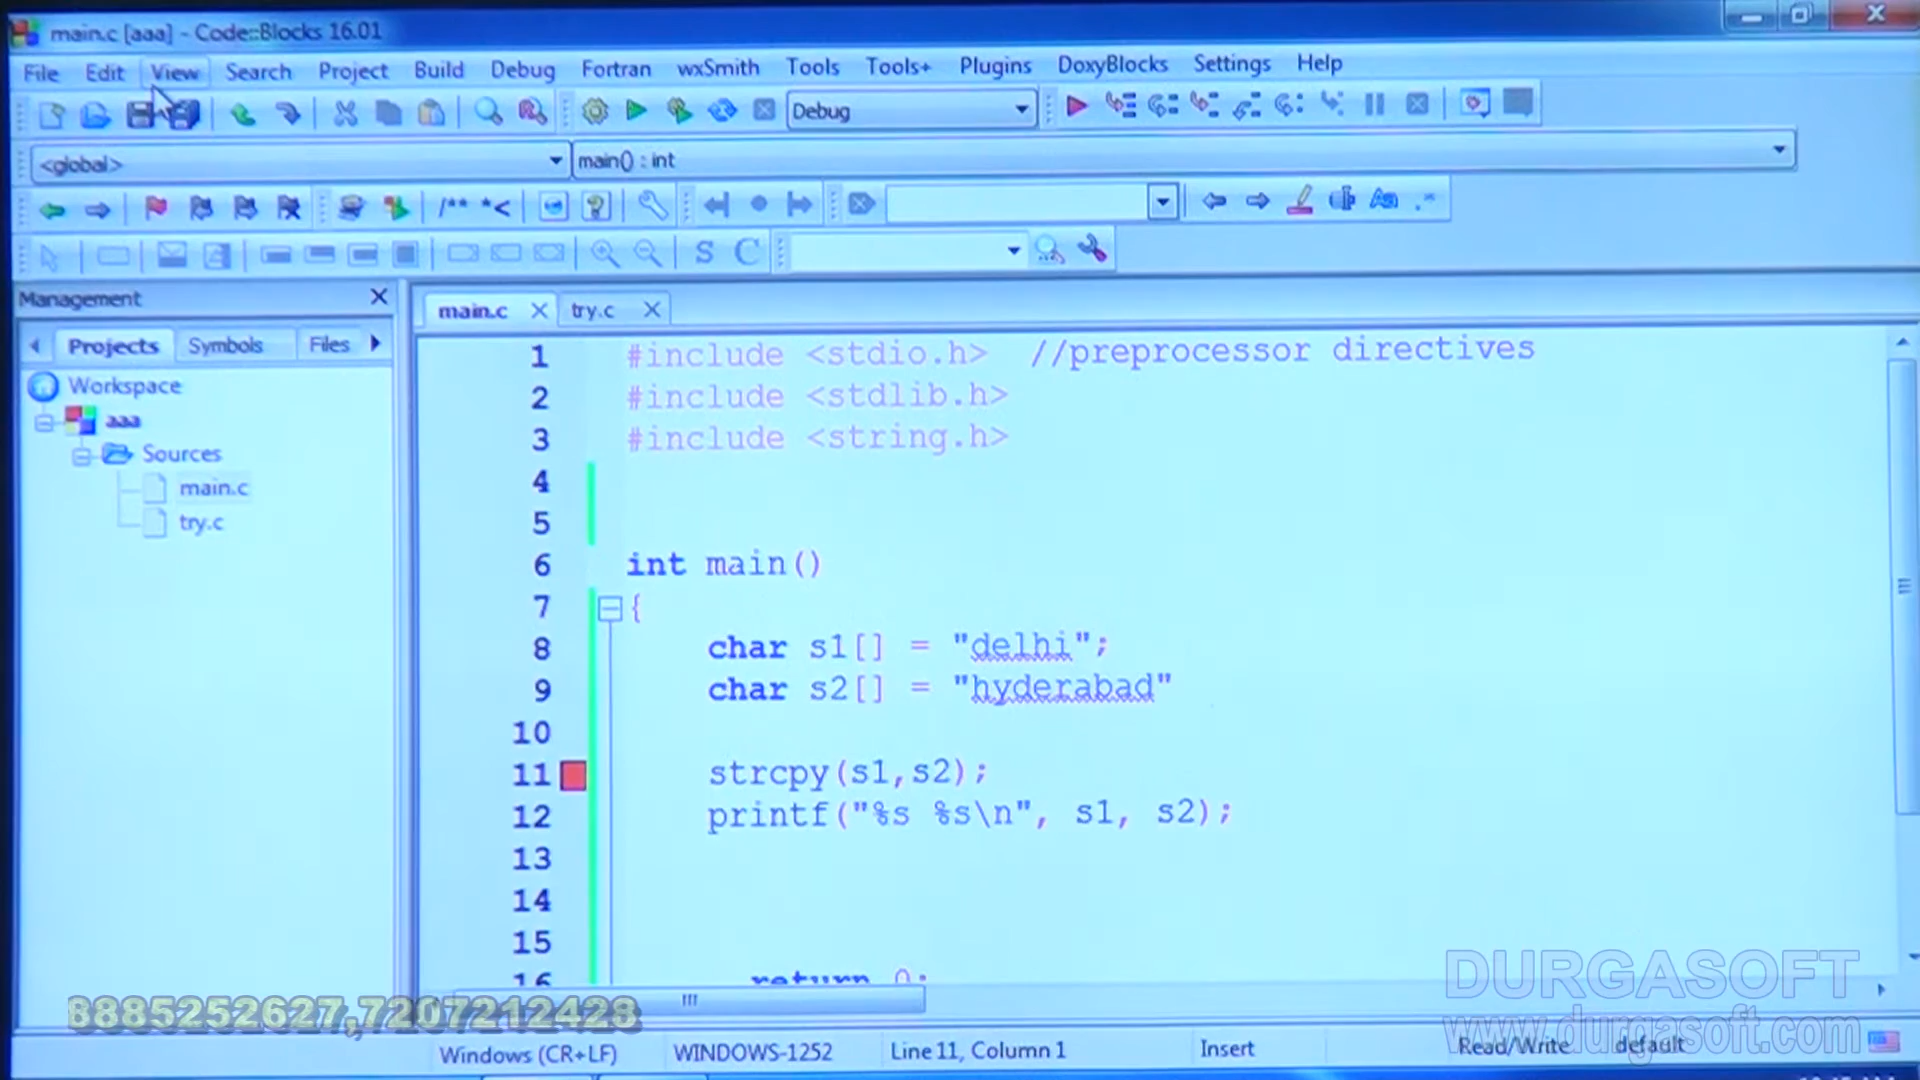 main.c [aaa] - Code::Blocks 16.01
File Edit View Search Project Build Debug Fortran wxSmith Tools Tools+ Plugins DoxyBlocks Settings Help
Debug
<global> main() : int
/** *<
S C
Management
main.c try.c
Projects Symbols Files
Workspace
aaa
Sources
main.c
try.c
1 #include <stdio.h> //preprocessor directives
2 #include <stdlib.h>
3 #include <string.h>
4
5
6 int main()
7 {
8 char s1[] = "delhi";
9 char s2[] = "hyderabad"
10
11 strcpy(s1,s2);
12 printf("%s %s\n", s1, s2);
13
14
15
16 return 0;
8885252627,7207212428
DURGASOFT
www.durgasoft.com
Windows (CR+LF) WINDOWS-1252 Line 11, Column 1 Insert Read/Write default